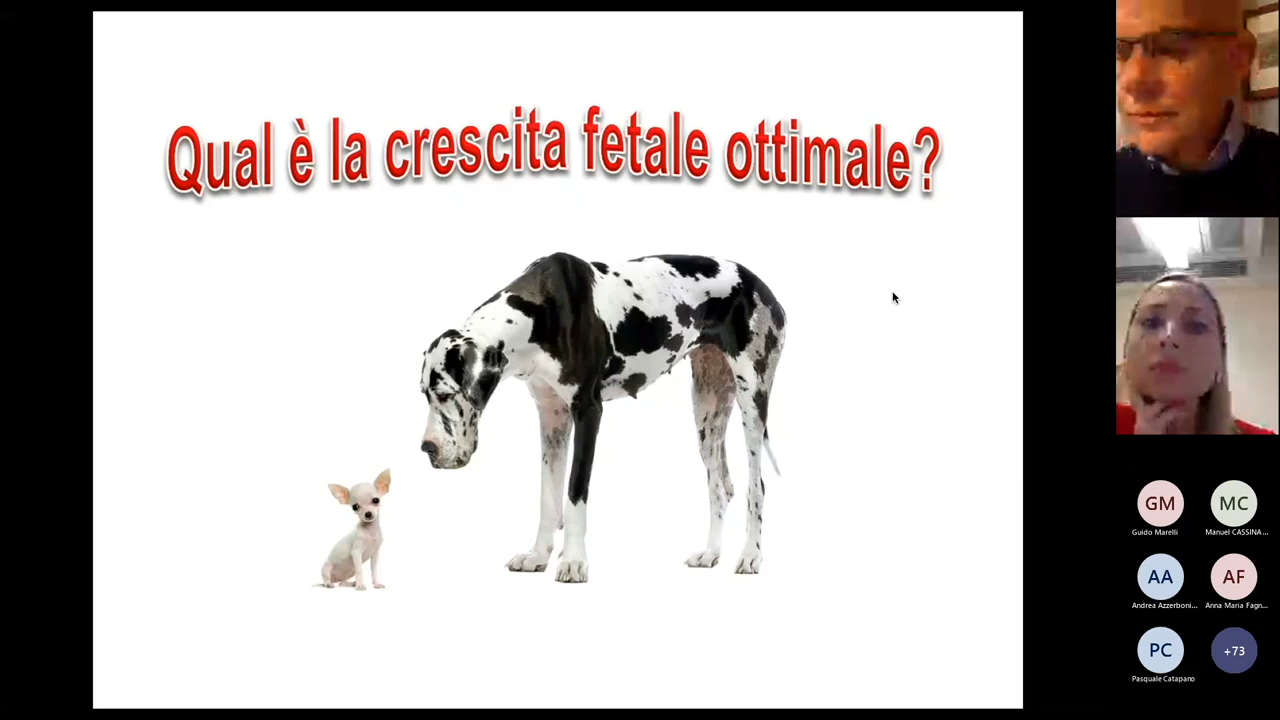 Qual è la crescita fetale ottimale?
GM
MC
Guido Marelli
Manuel CASSINA ...
AA
AF
Andrea Azzerboni...
Anna Maria Fagn...
PC
+73
Pasquale Catapano